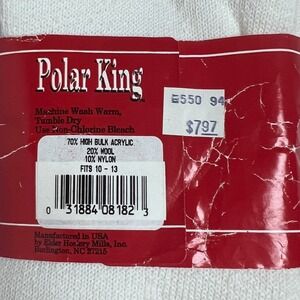 Polar King
Machine Wash Warm,
Tumble Dry
Use Non-Chlorine Bleach
70% HIGH BULK ACRYLIC
20% WOOL
10% NYLON
FITS 10 - 13
0 31884 08182 3
Manufactured in USA
by Elder Hosiery Mills, Inc.
Burlington, NC 27215
E550 94
$7.97